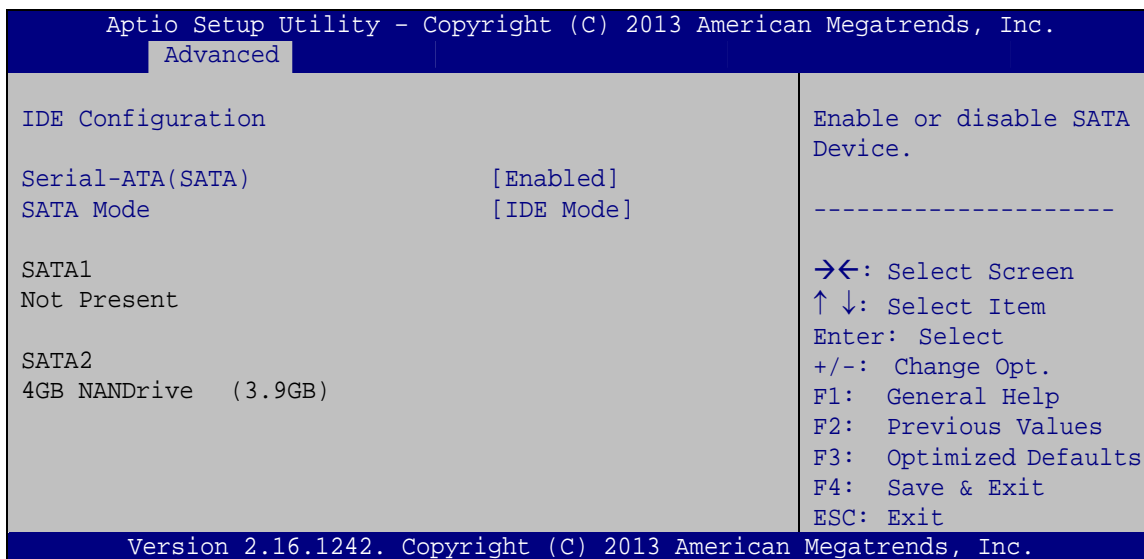 Aptio Setup Utility – Copyright (C) 2013 American Megatrends, Inc.
Advanced
IDE Configuration
Serial-ATA(SATA) [Enabled]
SATA Mode [IDE Mode]
SATA1
Not Present
SATA2
4GB NANDrive (3.9GB)
Enable or disable SATA
Device.
---------------------
→←: Select Screen
↑ ↓: Select Item
Enter: Select
+/-: Change Opt.
F1: General Help
F2: Previous Values
F3: Optimized Defaults
F4: Save & Exit
ESC: Exit
Version 2.16.1242. Copyright (C) 2013 American Megatrends, Inc.